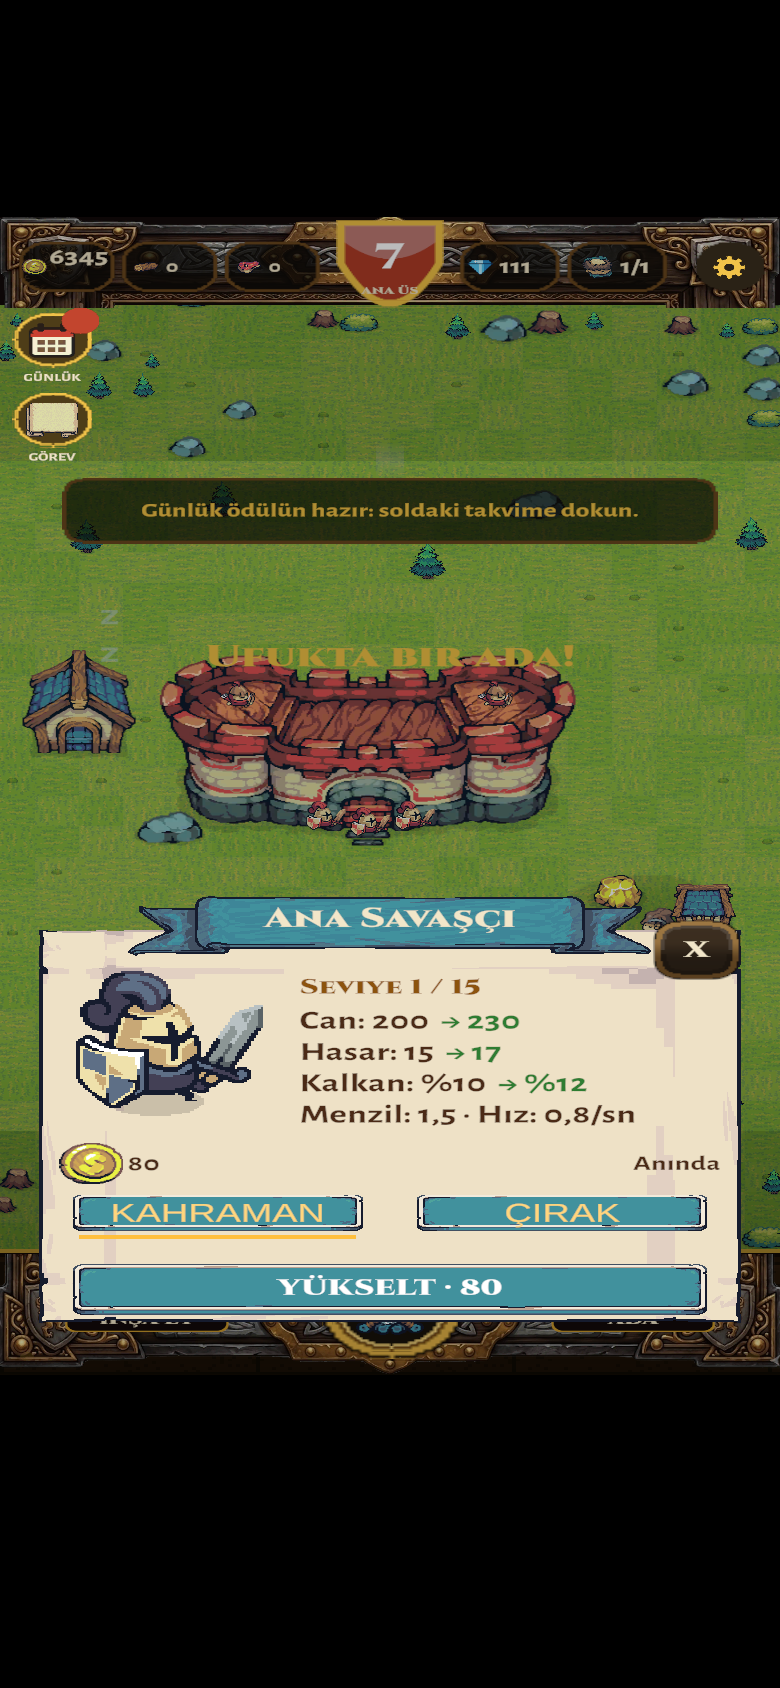 6345
0
0
7
ANA ÜS
111
1/1
GÜNLÜK
GÖREV
Günlük ödülün hazır: soldaki takvime dokun.
Z
Z
UFUKTA BIR ADA!
ANA SAVAŞÇI
X
SEVIYE 1 / 15
Can: 200 → 230
Hasar: 15 → 17
Kalkan: %10 → %12
Menzil: 1,5 · Hız: 0,8/sn
80
Anında
KAHRAMAN
ÇIRAK
YÜKSELT · 80